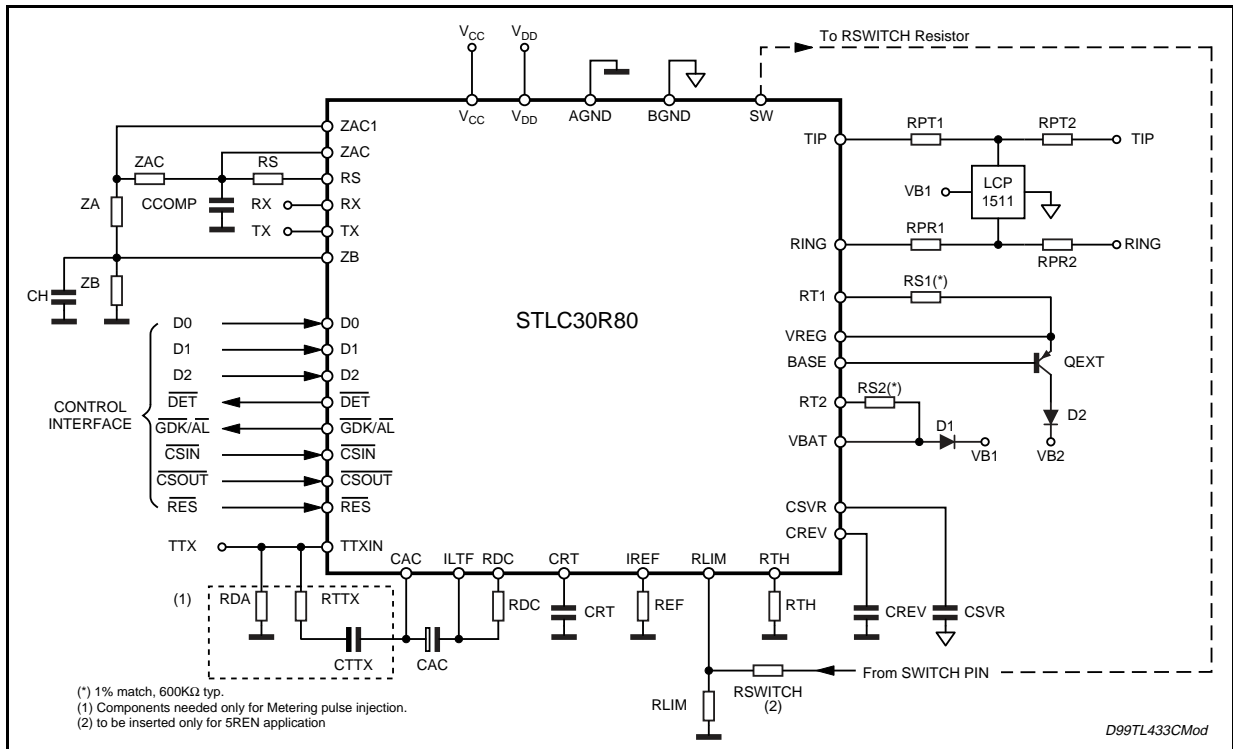 VCC
VDD
To RSWITCH Resistor
VCC
VDD
AGND
BGND
SW
ZAC1
ZAC
RS
RX
TX
ZB
ZAC
RS
ZA
CCOMP
RX
TX
CH
ZB
STLC30R80
TIP
RPT1
RPT2
TIP
VB1
LCP
1511
RING
RPR1
RPR2
RING
RT1
RS1(*)
VREG
BASE
QEXT
RT2
RS2(*)
D2
VBAT
D1
VB1
VB2
CSVR
CREV
CONTROL
INTERFACE
D0
D0
D1
D1
D2
D2
DET
DET
GDK/AL
GDK/AL
CSIN
CSIN
CSOUT
CSOUT
RES
RES
TTX
TTXIN
CAC
ILTF
RDC
CRT
IREF
RLIM
RTH
(1)
RDA
RTTX
CTTX
CAC
RDC
CRT
REF
RTH
CREV
CSVR
RLIM
RSWITCH
(2)
From SWITCH PIN
(*) 1% match, 600KΩ typ.
(1) Components needed only for Metering pulse injection.
(2) to be inserted only for 5REN application
D99TL433CMod